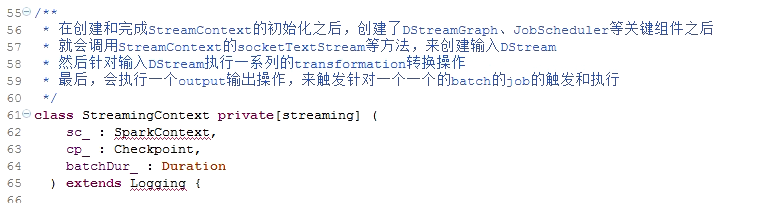 55 /**
56  * 在创建和完成StreamContext的初始化之后，创建了DStreamGraph、JobScheduler等关键组件之后
57  * 就会调用StreamContext的socketTextStream等方法，来创建输入DStream
58  * 然后针对输入DStream执行一系列的transformation转换操作
59  * 最后，会执行一个output输出操作，来触发针对一个一个的batch的job的触发和执行
60  */
61 class StreamingContext private[streaming] (
62     sc_ : SparkContext,
63     cp_ : Checkpoint,
64     batchDur_ : Duration
65   ) extends Logging {
66